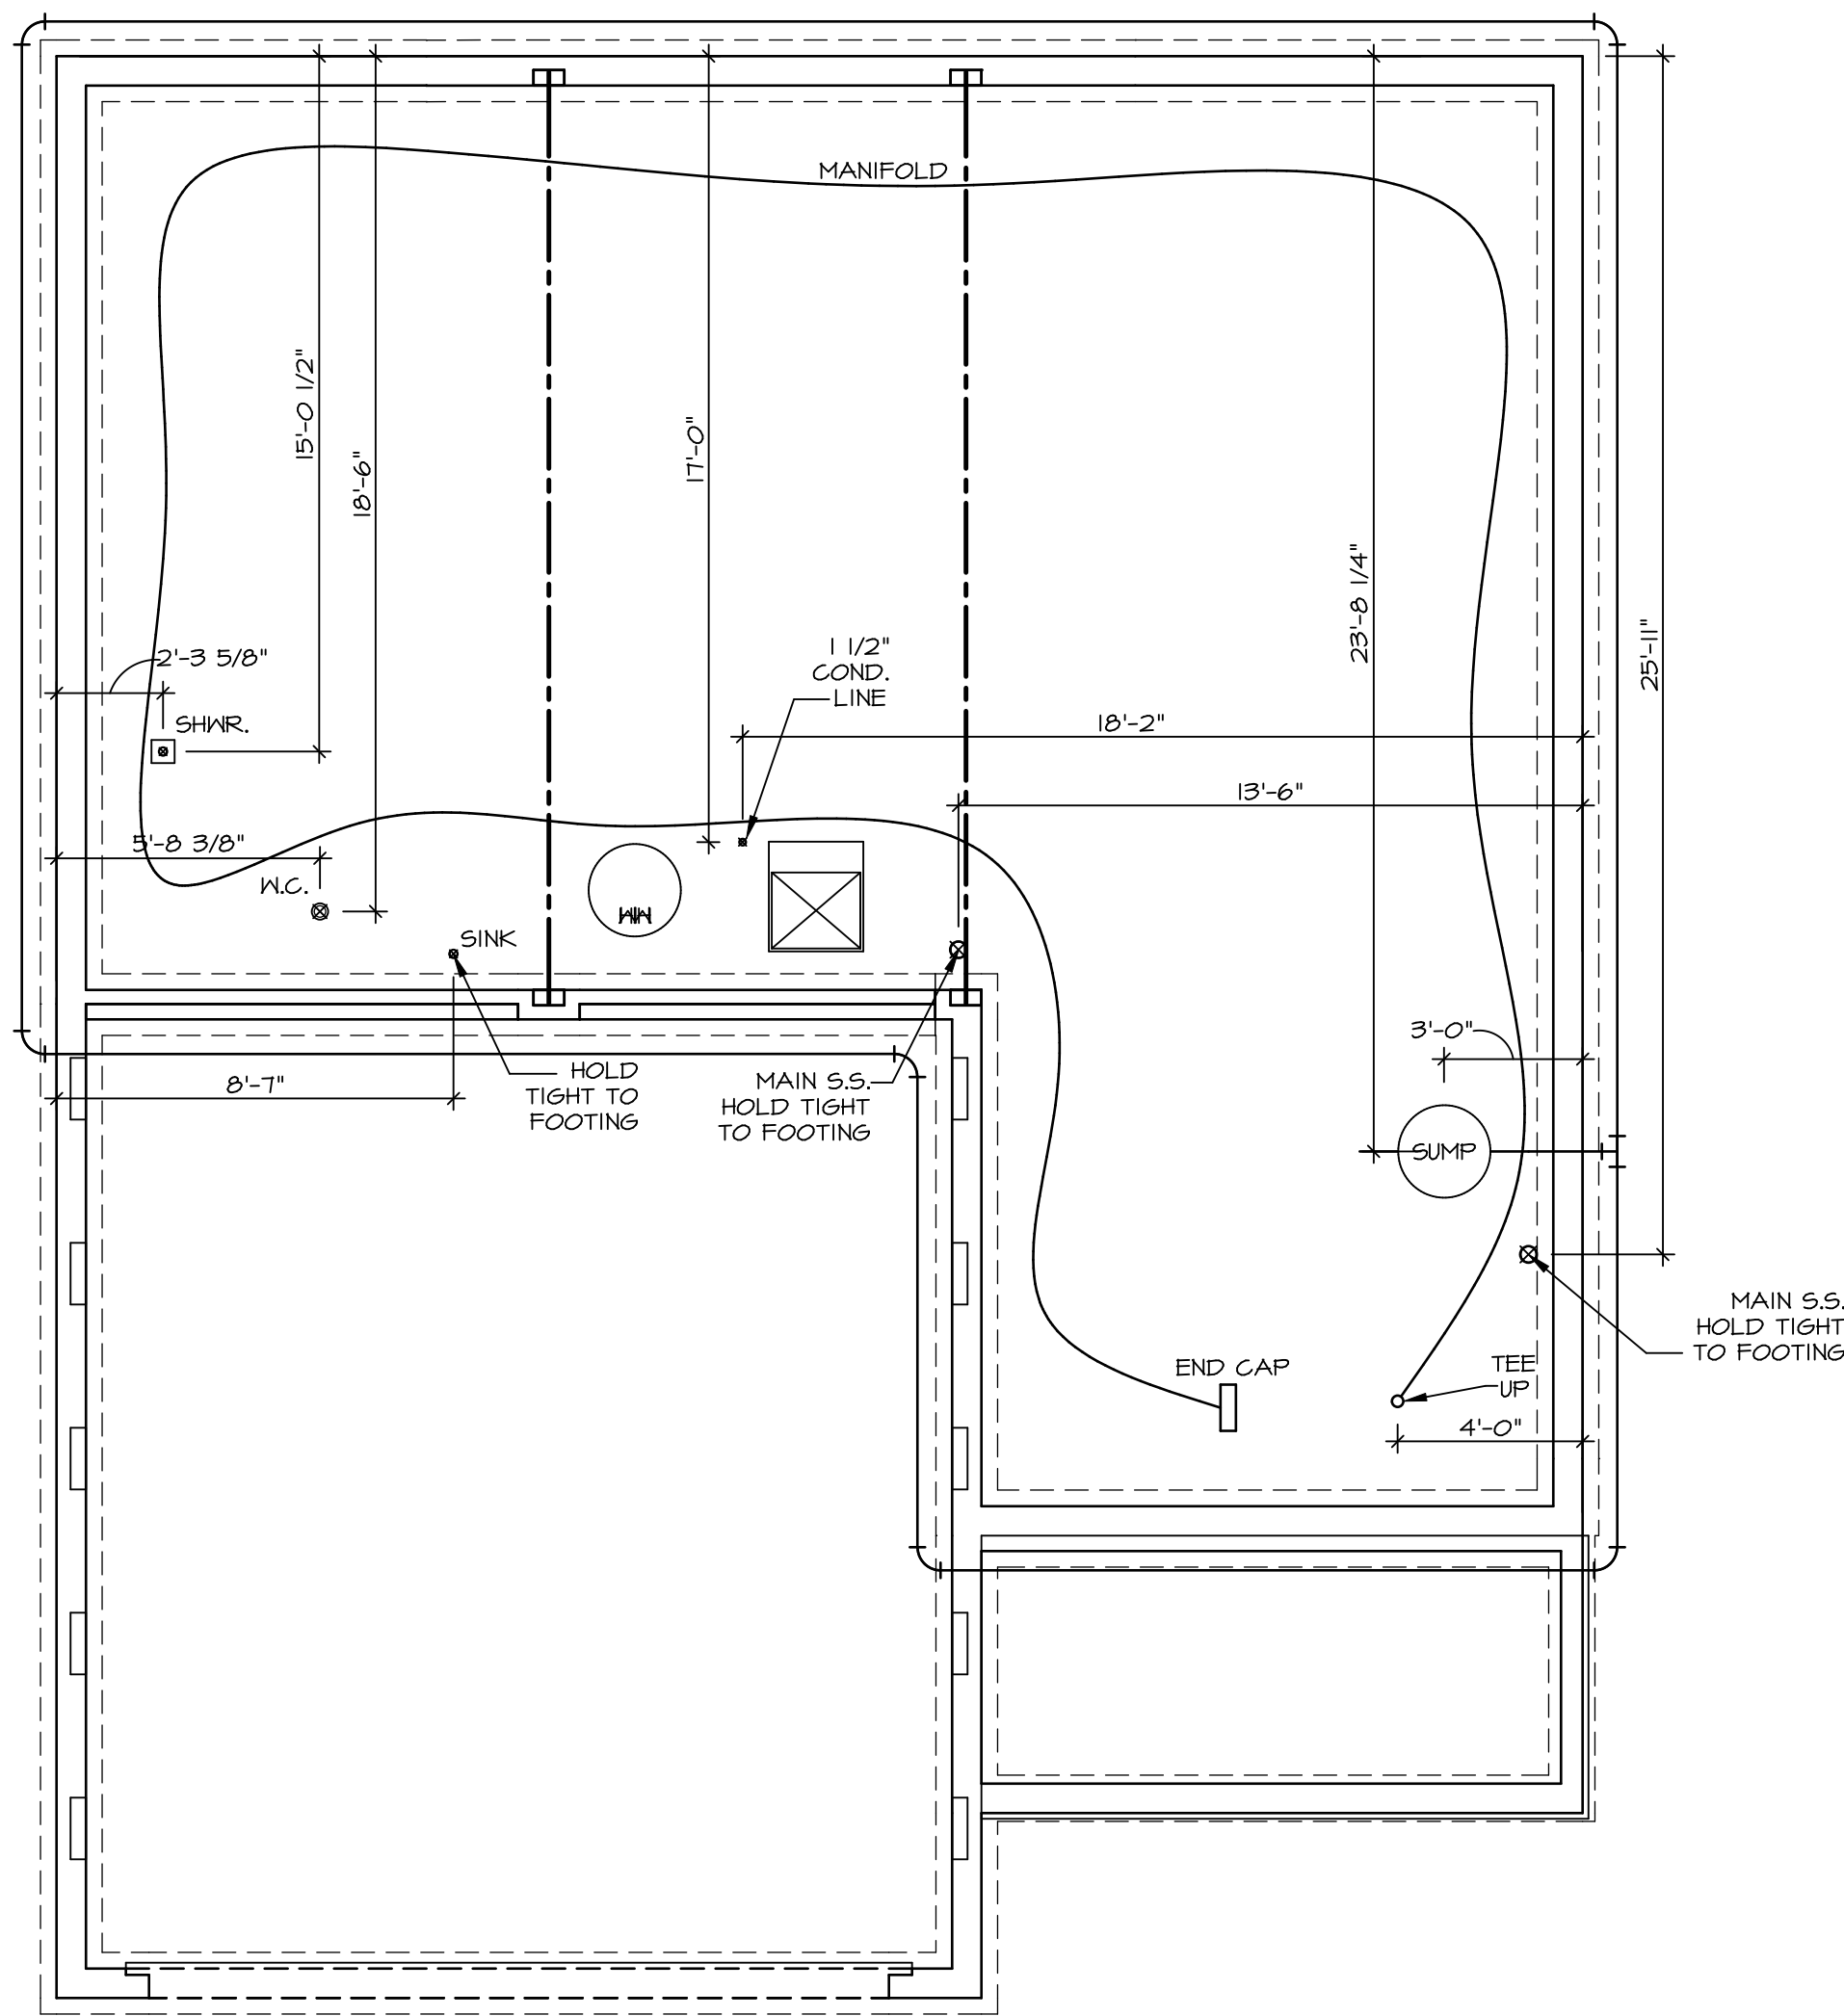 MANIFOLD
15'-0 1/2"
18'-6"
17'-0"
23'-8 1/4"
25'-11"
2'-3 5/8"
SHWR.
1 1/2"
COND.
LINE
18'-2"
13'-6"
5'-8 3/8"
W.C.
HW
SINK
3'-0"
8'-7"
HOLD
TIGHT TO
FOOTING
MAIN S.S.
HOLD TIGHT
TO FOOTING
SUMP
MAIN S.S.
HOLD TIGHT
TO FOOTING
END CAP
TEE
UP
4'-0"